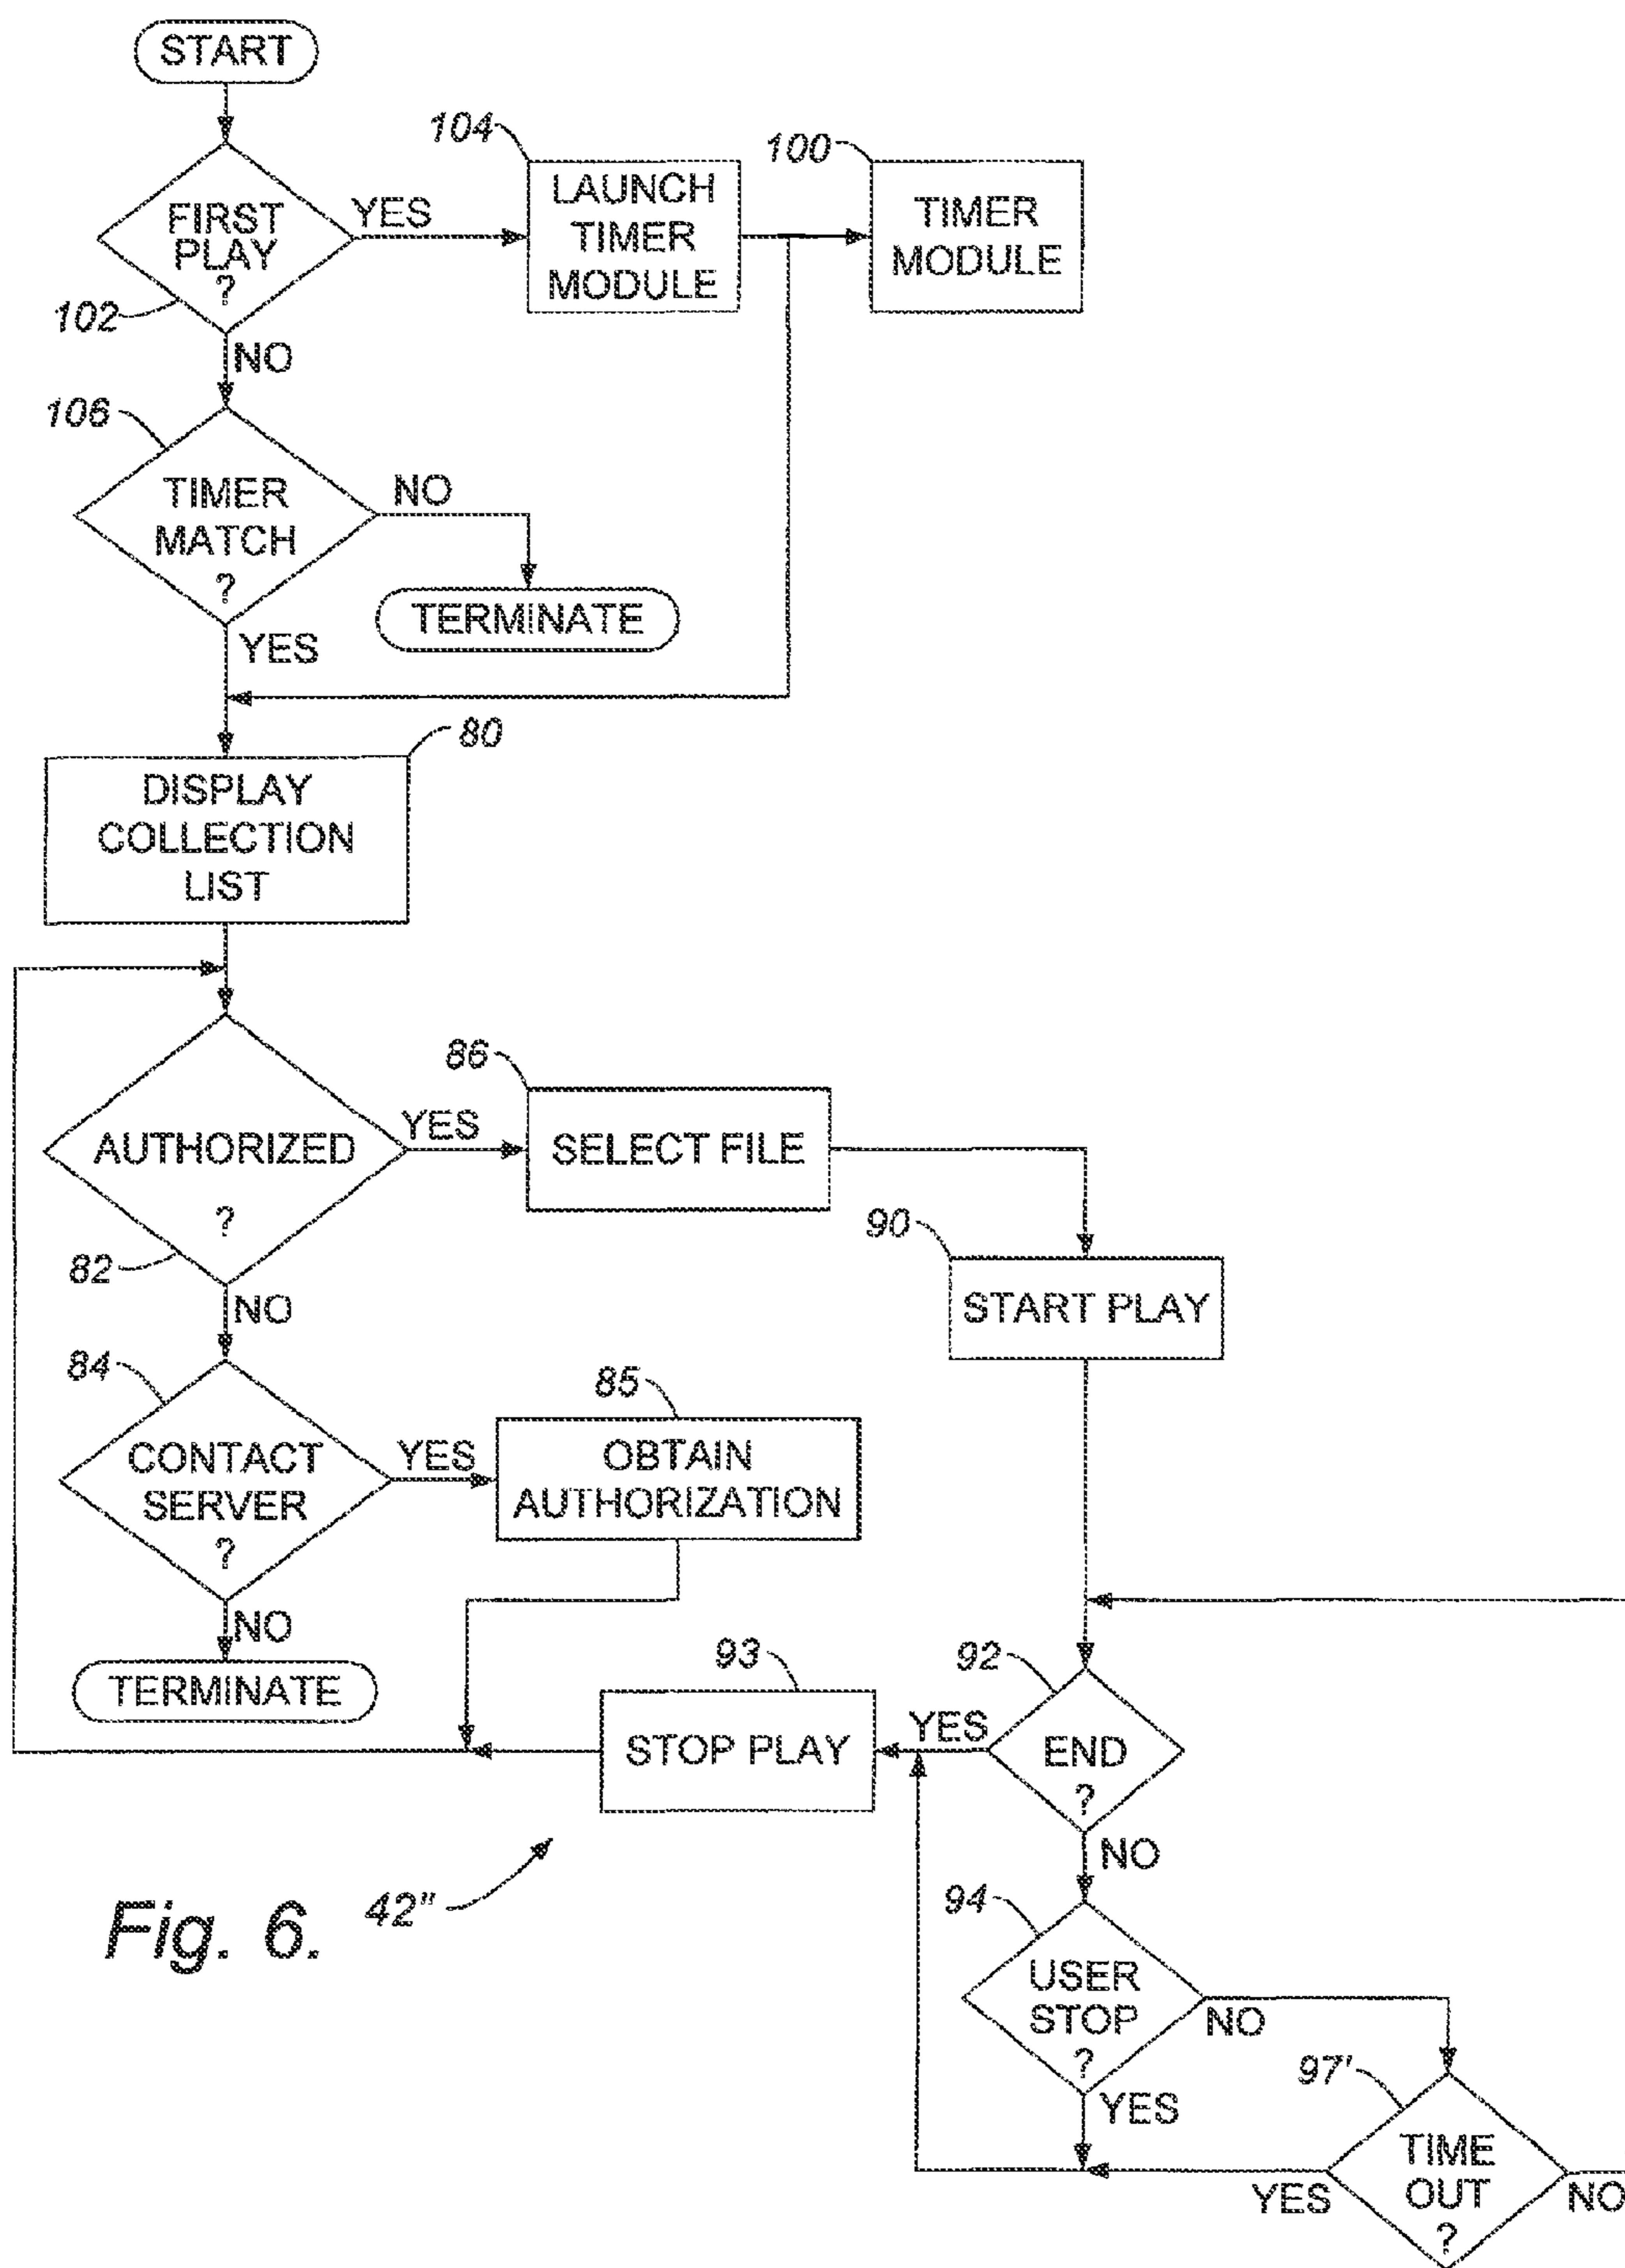 START
104
100
FIRST
PLAY
?
YES
LAUNCH
TIMER
MODULE
TIMER
MODULE
102
NO
106
TIMER
MATCH
?
NO
TERMINATE
YES
80
DISPLAY
COLLECTION
LIST
86
AUTHORIZED
?
YES
SELECT FILE
82
90
NO
START PLAY
84
85
CONTACT
SERVER
?
YES
OBTAIN
AUTHORIZATION
NO
TERMINATE
93
92
STOP PLAY
YES
END
?
NO
Fig. 6.
42"
94
USER
STOP
?
NO
97'
YES
TIME
OUT
?
YES
NO